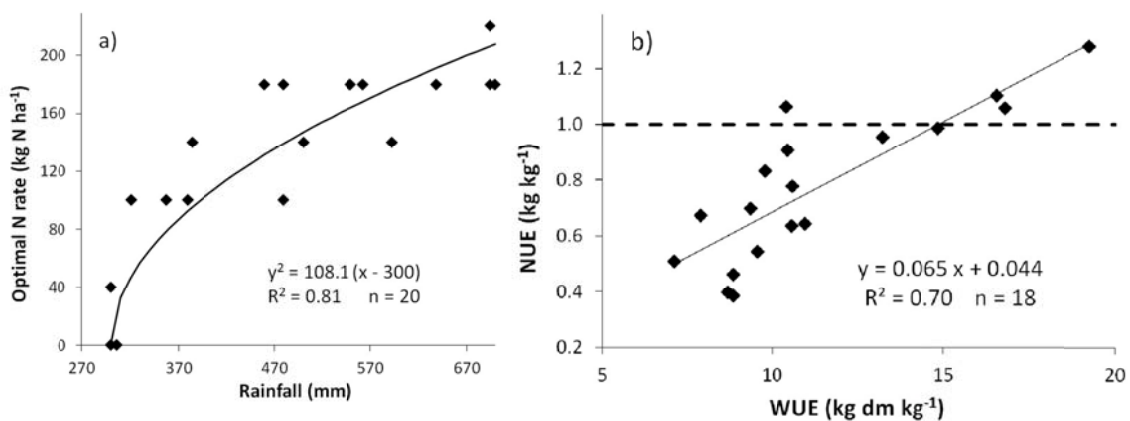 a)
Optimal N rate (kg N ha⁻¹)
220
200
160
120
80
40
0
270
370
470
570
670
Rainfall (mm)
y² = 108.1 (x - 300)
R² = 0.81 n = 20
b)
NUE (kg kg⁻¹)
1.2
1.0
0.8
0.6
0.4
0.2
5
10
15
20
WUE (kg dm kg⁻¹)
y = 0.065 x + 0.044
R² = 0.70 n = 18